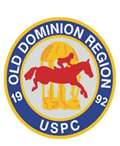 OLD DOMINION REGION
19 92
USPC